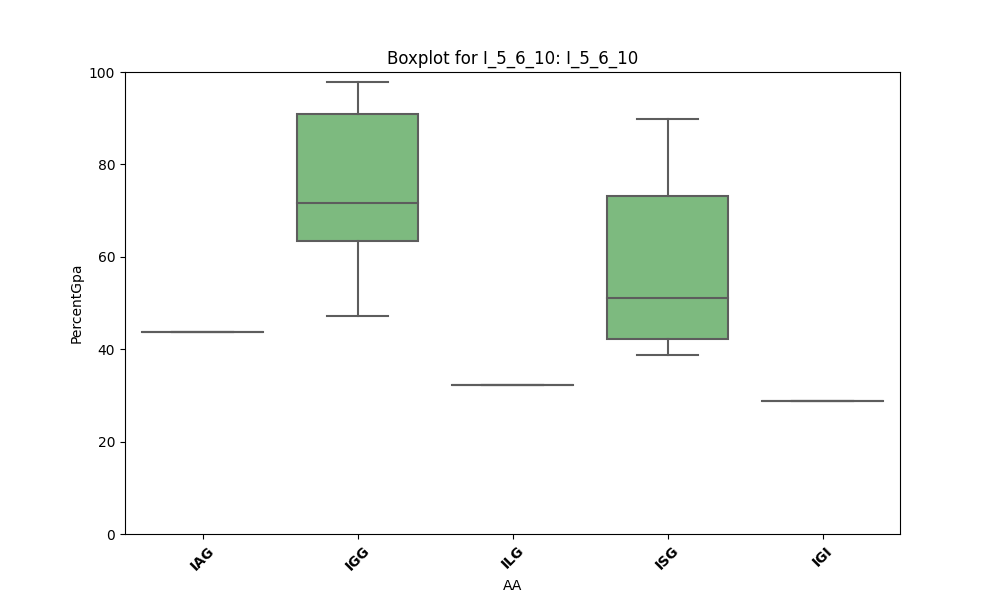 Boxplot for I_5_6_10: I_5_6_10
100
80
60
40
20
0
PercentGpa
IAG
IGG
ILG
ISG
IGI
AA